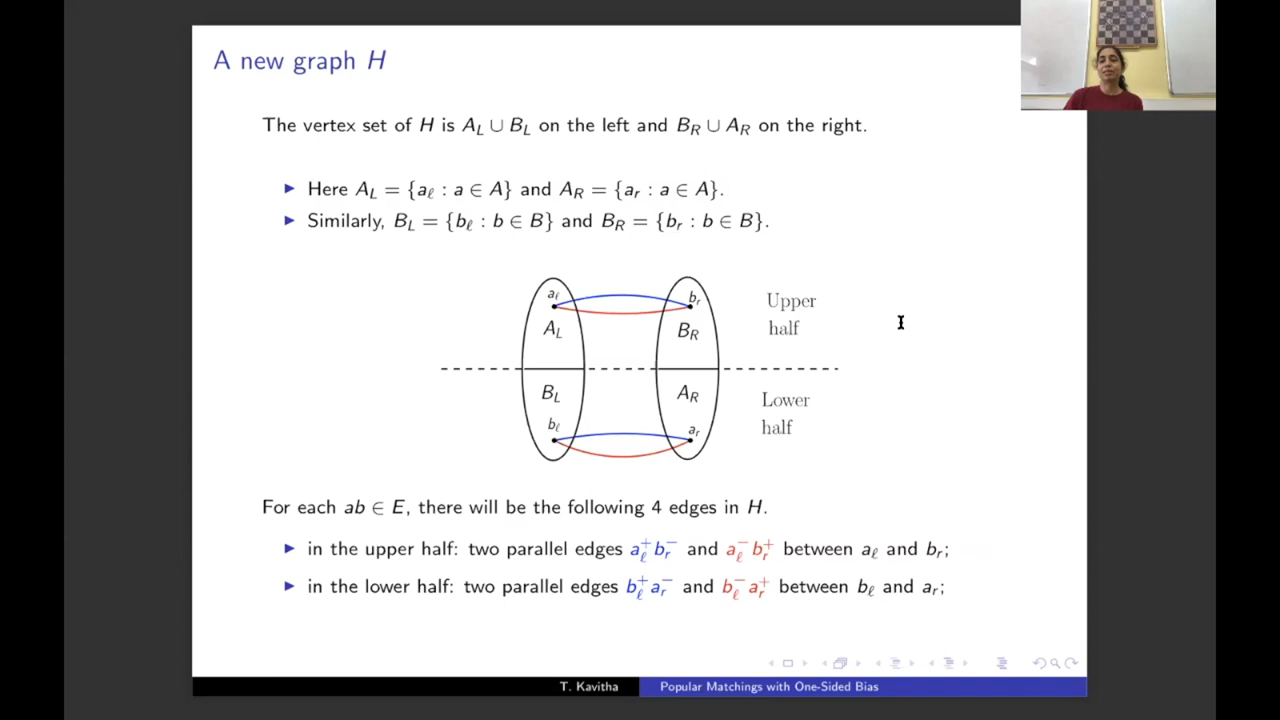 A new graph H
The vertex set of H is A_L ∪ B_L on the left and B_R ∪ A_R on the right.
▶ Here A_L = {a_ℓ : a ∈ A} and A_R = {a_r : a ∈ A}.
▶ Similarly, B_L = {b_ℓ : b ∈ B} and B_R = {b_r : b ∈ B}.
a_ℓ b_r
Upper
half
A_L B_R
B_L A_R
Lower
half
b_ℓ a_r
For each ab ∈ E, there will be the following 4 edges in H.
▶ in the upper half: two parallel edges a_ℓ^+ b_r^- and a_ℓ^- b_r^+ between a_ℓ and b_r;
▶ in the lower half: two parallel edges b_ℓ^+ a_r^- and b_ℓ^- a_r^+ between b_ℓ and a_r;
T. Kavitha Popular Matchings with One-Sided Bias